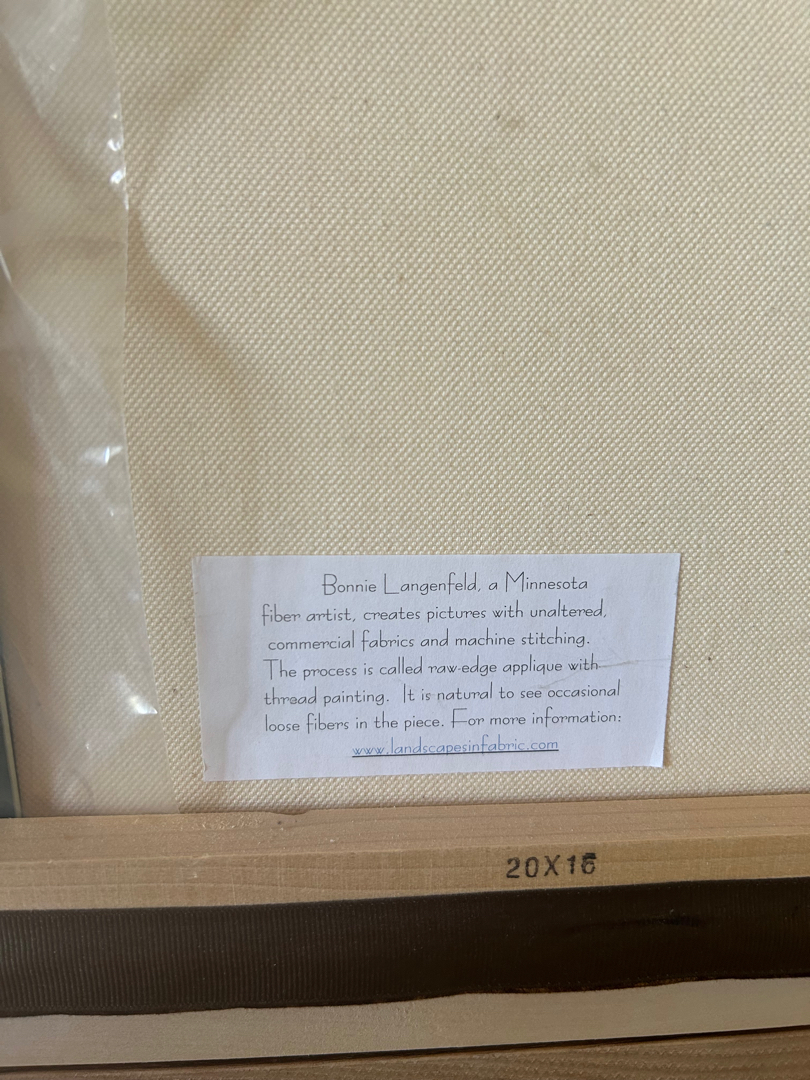 Bonnie Langenfeld, a Minnesota
fiber artist, creates pictures with unaltered,
commercial fabrics and machine stitching.
The process is called raw-edge applique with
thread painting. It is natural to see occasional
loose fibers in the piece. For more information:
www.landscapesinfabric.com
20X16